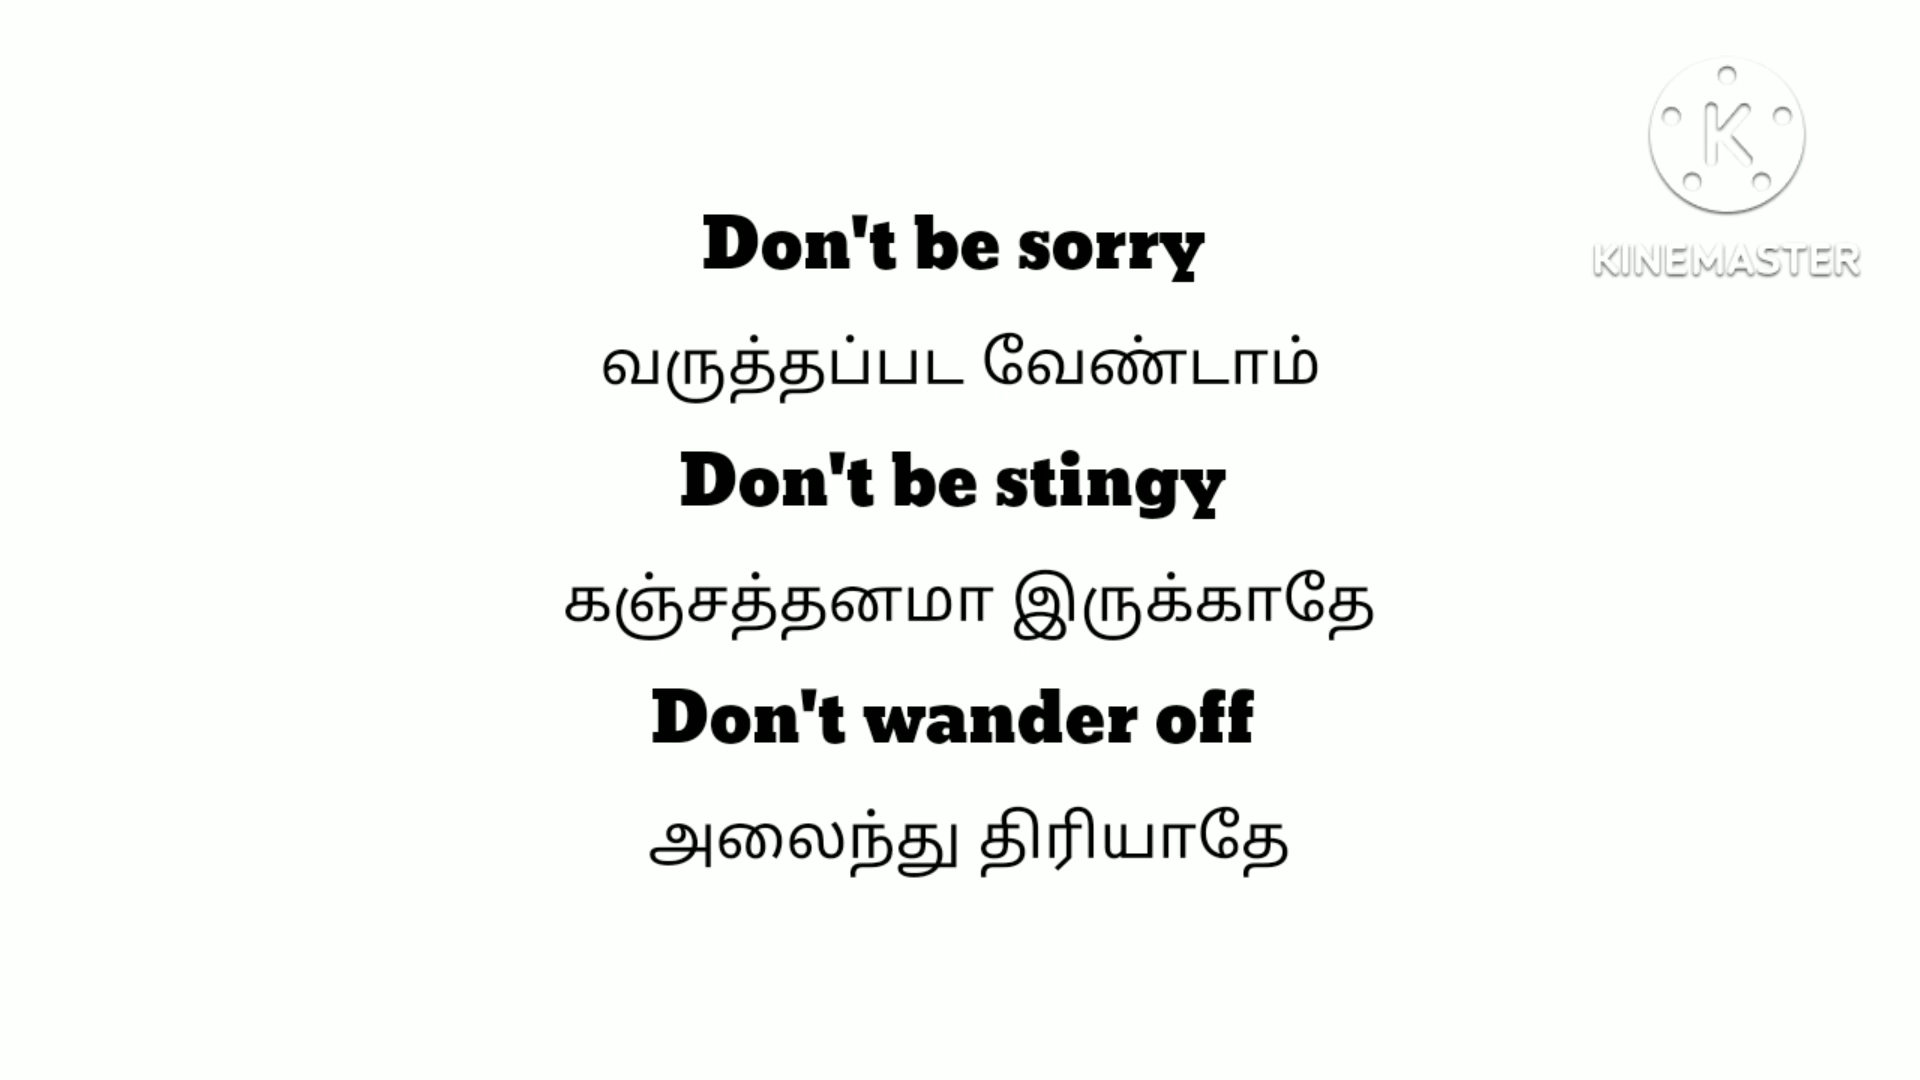 Don't be sorry
வருத்தப்பட வேண்டாம்
Don't be stingy
கஞ்சத்தனமா இருக்காதே
Don't wander off
அலைந்து திரியாதே
K
KINEMASTER